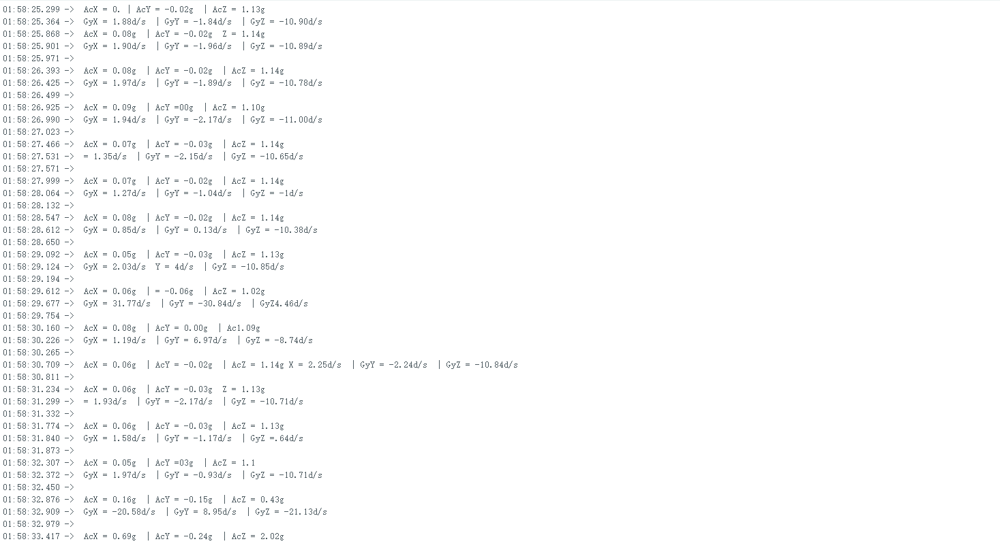 01:58:25.299 -> AcX = 0. | AcY = -0.02g | AcZ = 1.13g
01:58:25.364 -> GyX = 1.88d/s | GyY = -1.84d/s | GyZ = -10.90d/s
01:58:25.868 -> AcX = 0.08g | AcY = -0.02g Z = 1.14g
01:58:25.901 -> GyX = 1.90d/s | GyY = -1.96d/s | GyZ = -10.89d/s
01:58:25.971 ->
01:58:26.393 -> AcX = 0.08g | AcY = -0.02g | AcZ = 1.14g
01:58:26.425 -> GyX = 1.97d/s | GyY = -1.89d/s | GyZ = -10.78d/s
01:58:26.499 ->
01:58:26.925 -> AcX = 0.09g | AcY =00g | AcZ = 1.10g
01:58:26.990 -> GyX = 1.94d/s | GyY = -2.17d/s | GyZ = -11.00d/s
01:58:27.023 ->
01:58:27.466 -> AcX = 0.07g | AcY = -0.03g | AcZ = 1.14g
01:58:27.531 -> = 1.35d/s | GyY = -2.15d/s | GyZ = -10.65d/s
01:58:27.571 ->
01:58:27.999 -> AcX = 0.07g | AcY = -0.02g | AcZ = 1.14g
01:58:28.064 -> GyX = 1.27d/s | GyY = -1.04d/s | GyZ = -1d/s
01:58:28.132 ->
01:58:28.547 -> AcX = 0.08g | AcY = -0.02g | AcZ = 1.14g
01:58:28.612 -> GyX = 0.85d/s | GyY = 0.13d/s | GyZ = -10.38d/s
01:58:28.650 ->
01:58:29.092 -> AcX = 0.05g | AcY = -0.03g | AcZ = 1.13g
01:58:29.124 -> GyX = 2.03d/s Y = 4d/s | GyZ = -10.85d/s
01:58:29.194 ->
01:58:29.612 -> AcX = 0.06g | = -0.06g | AcZ = 1.02g
01:58:29.677 -> GyX = 31.77d/s | GyY = -30.84d/s | GyZ4.46d/s
01:58:29.754 ->
01:58:30.160 -> AcX = 0.08g | AcY = 0.00g | Ac1.09g
01:58:30.226 -> GyX = 1.19d/s | GyY = 6.97d/s | GyZ = -8.74d/s
01:58:30.265 ->
01:58:30.709 -> AcX = 0.06g | AcY = -0.02g | AcZ = 1.14g X = 2.25d/s | GyY = -2.24d/s | GyZ = -10.84d/s
01:58:30.811 ->
01:58:31.234 -> AcX = 0.06g | AcY = -0.03g Z = 1.13g
01:58:31.299 -> = 1.93d/s | GyY = -2.17d/s | GyZ = -10.71d/s
01:58:31.332 ->
01:58:31.774 -> AcX = 0.06g | AcY = -0.03g | AcZ = 1.13g
01:58:31.840 -> GyX = 1.58d/s | GyY = -1.17d/s | GyZ =.64d/s
01:58:31.873 ->
01:58:32.307 -> AcX = 0.05g | AcY =03g | AcZ = 1.1
01:58:32.372 -> GyX = 1.97d/s | GyY = -0.93d/s | GyZ = -10.71d/s
01:58:32.450 ->
01:58:32.876 -> AcX = 0.16g | AcY = -0.15g | AcZ = 0.43g
01:58:32.909 -> GyX = -20.58d/s | GyY = 8.95d/s | GyZ = -21.13d/s
01:58:32.979 ->
01:58:33.417 -> AcX = 0.69g | AcY = -0.24g | AcZ = 2.02g